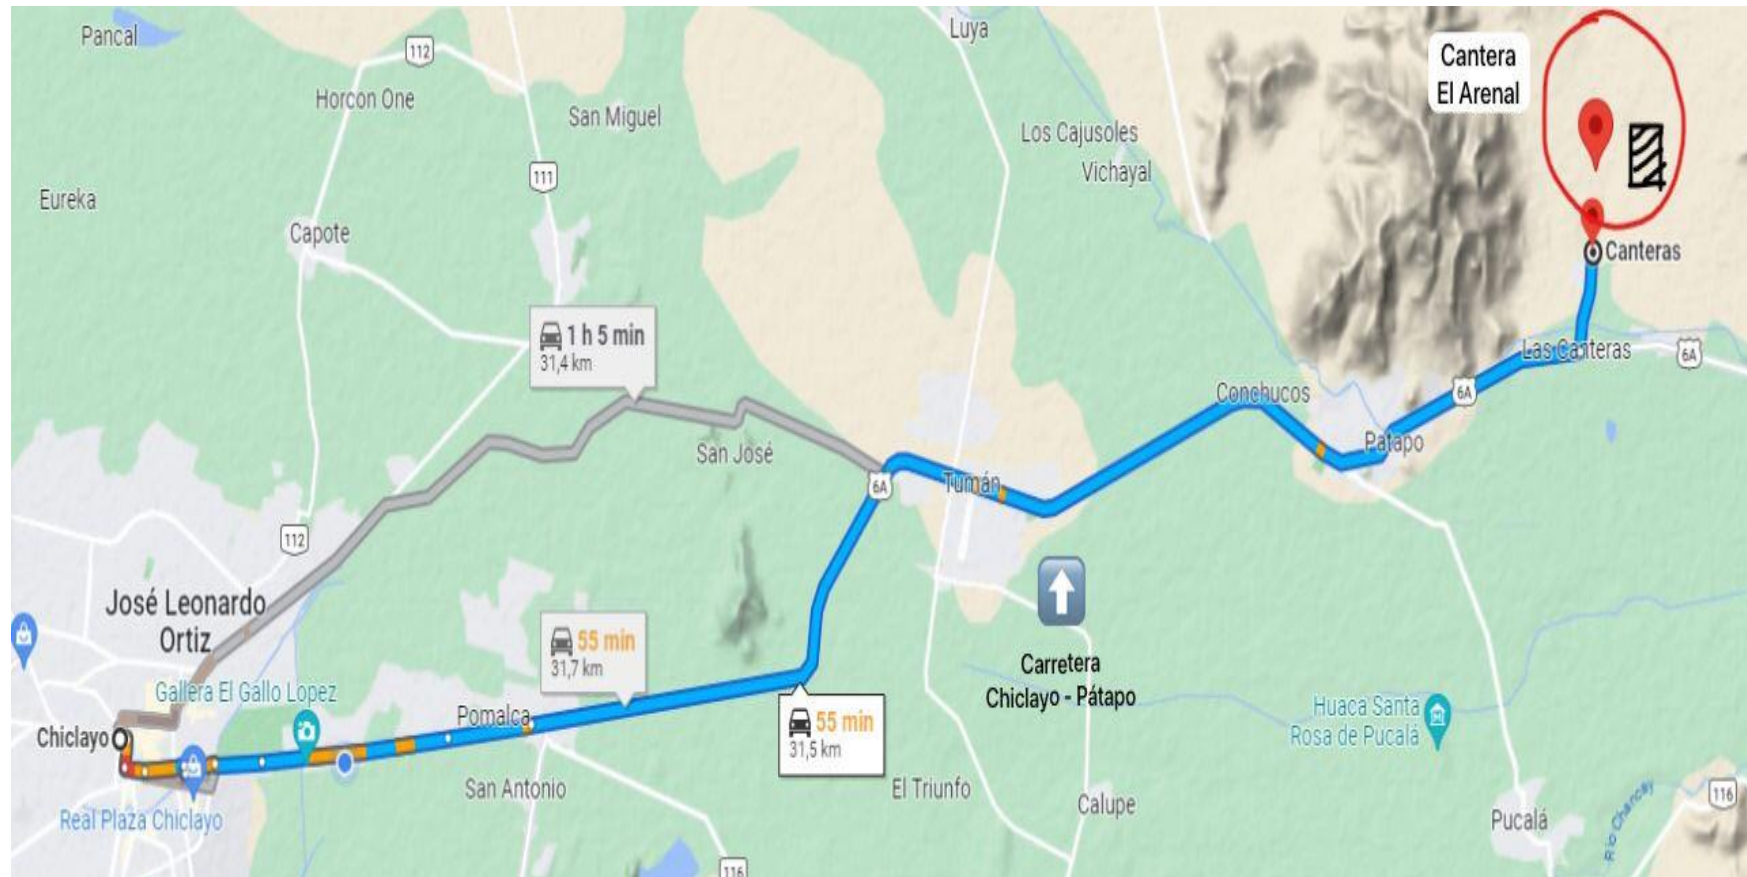 Pancal
112
Luya
Cantera
El Arenal
Horcon One
San Miguel
Los Cajusoles
Vichayal
111
Eureka
Capote
Canteras
1 h 5 min
31,4 km
Las Canteras
6A
Conchucos
6A
San José
Patapo
6A
Tumán
112
José Leonardo
Ortiz
55 min
31,7 km
Carretera
Chiclayo - Pátapo
Gallera El Gallo Lopez
Pomalca
Chiclayo
55 min
31,5 km
Huaca Santa
Rosa de Pucalá
San Antonio
El Triunfo
Calupe
116
Real Plaza Chiclayo
Pucalá
Río Chancay
116